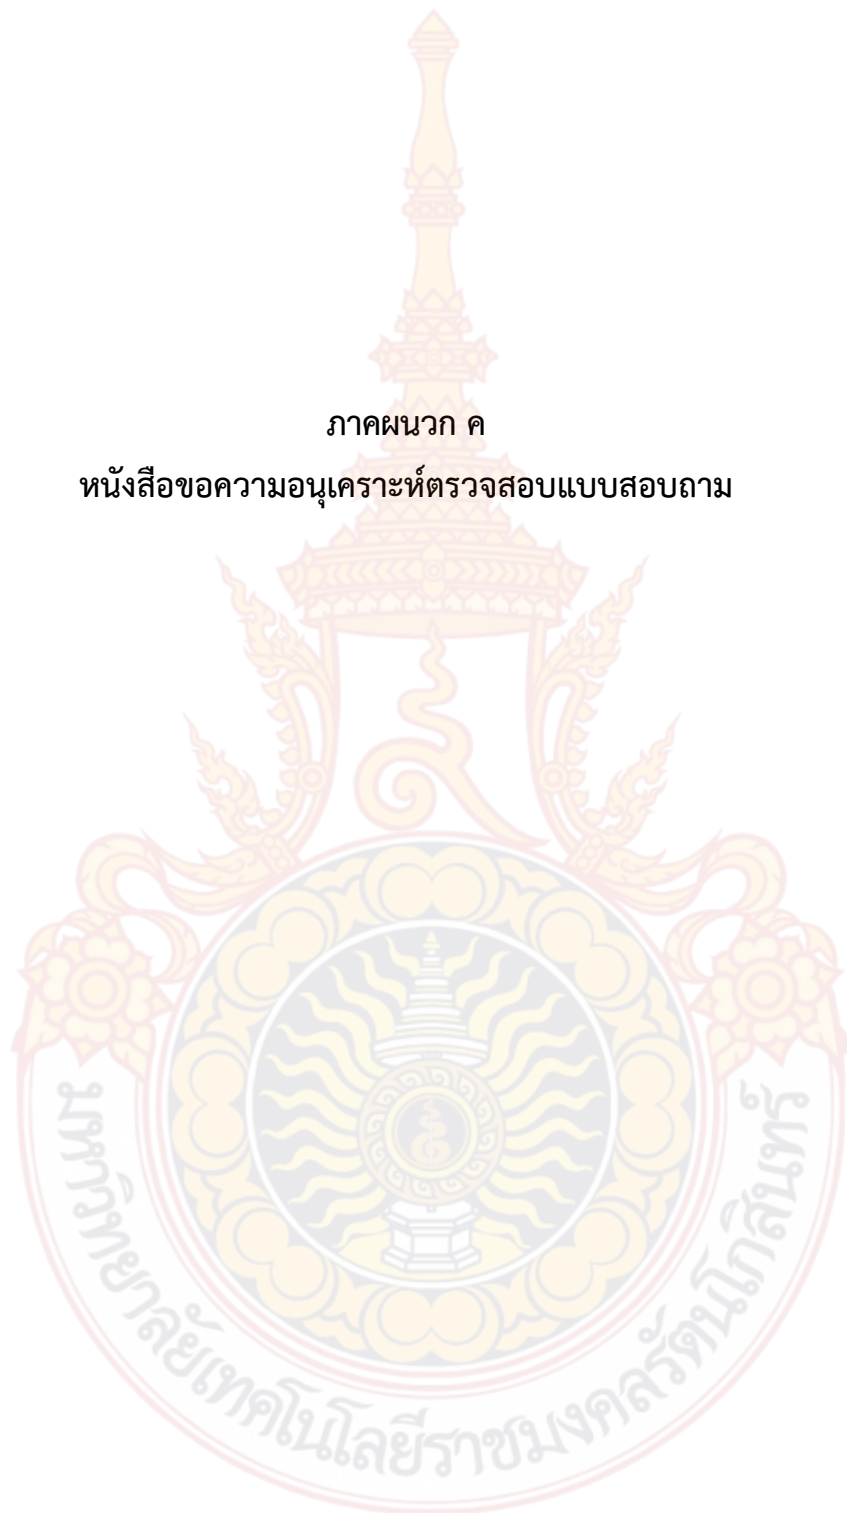 ภาคผนวก ค
หนังสือขอความอนุเคราะห์ตรวจสอบแบบสอบถาม
มหาวิทยาลัยเทคโนโลยีราชมงคลรัตนโกสินทร์